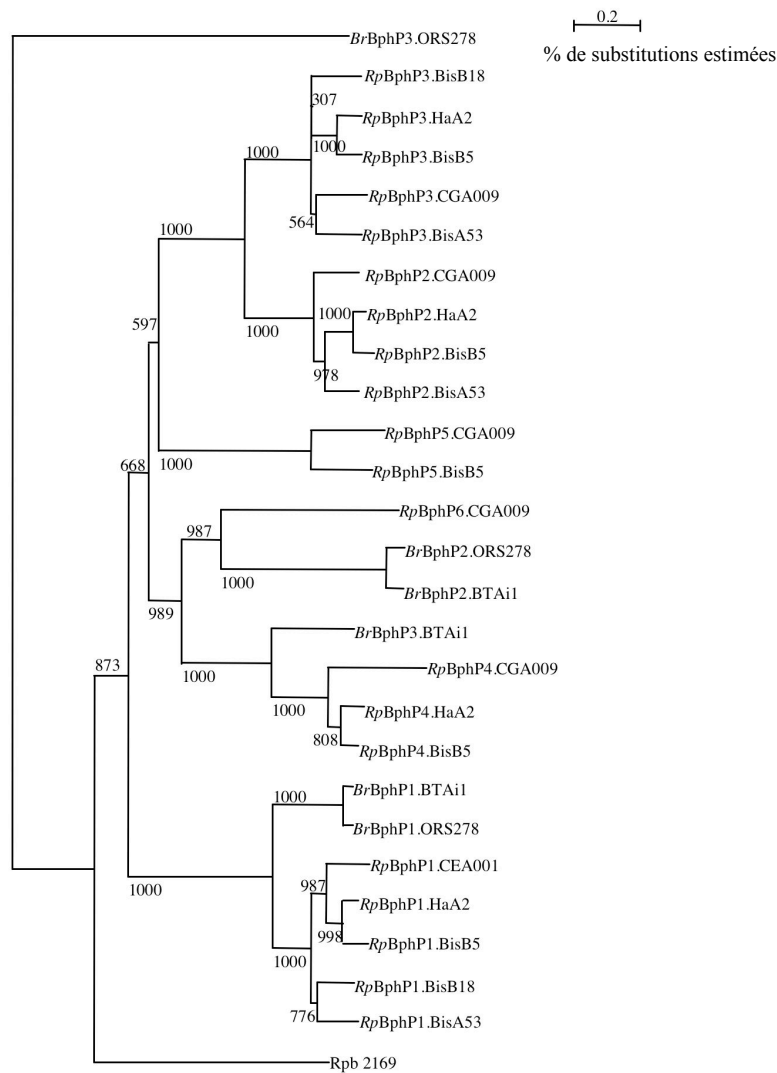 0.2
BrBphP3.ORS278
% de substitutions estimées
RpBphP3.BisB18
307
RpBphP3.HaA2
1000
1000
RpBphP3.BisB5
RpBphP3.CGA009
564
1000
RpBphP3.BisA53
RpBphP2.CGA009
1000
RpBphP2.HaA2
597
1000
RpBphP2.BisB5
978
RpBphP2.BisA53
RpBphP5.CGA009
668
1000
RpBphP5.BisB5
RpBphP6.CGA009
987
BrBphP2.ORS278
1000
BrBphP2.BTAi1
989
BrBphP3.BTAi1
873
RpBphP4.CGA009
1000
1000
RpBphP4.HaA2
808
RpBphP4.BisB5
BrBphP1.BTAi1
1000
BrBphP1.ORS278
RpBphP1.CEA001
1000
987
RpBphP1.HaA2
998
RpBphP1.BisB5
1000
RpBphP1.BisB18
776
RpBphP1.BisA53
Rpb 2169